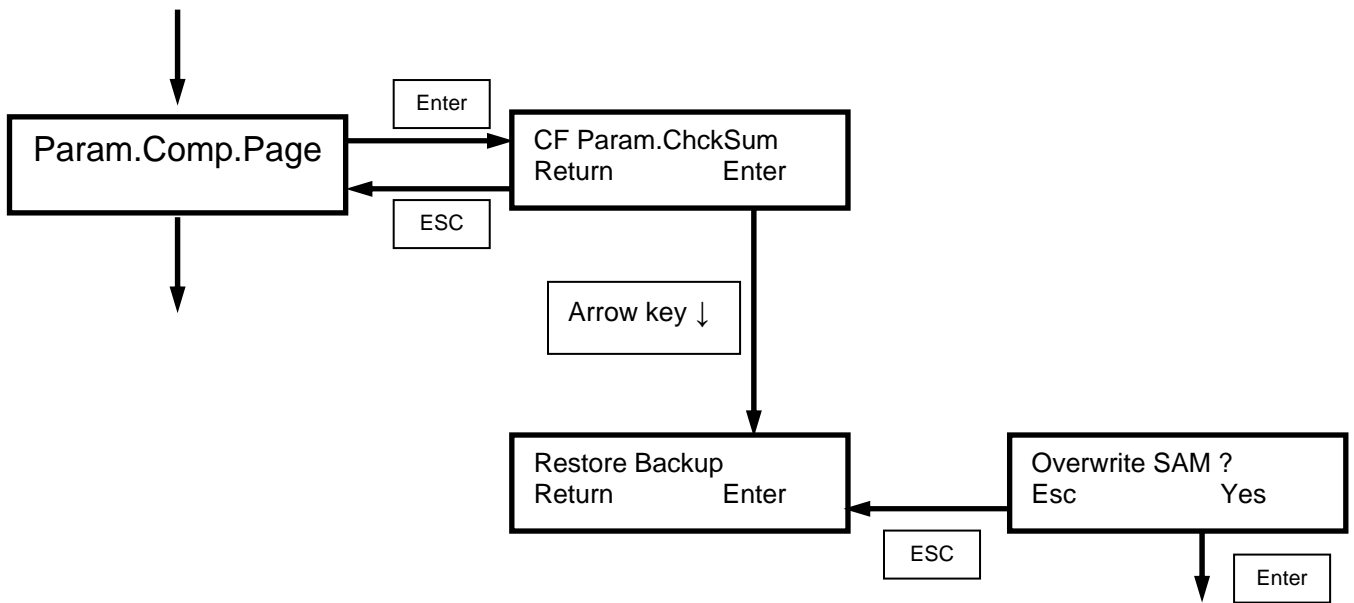 Enter
Param.Comp.Page
CF Param.ChckSum
Return Enter
ESC
Arrow key ↓
Restore Backup
Return Enter
Overwrite SAM ?
Esc Yes
ESC
Enter